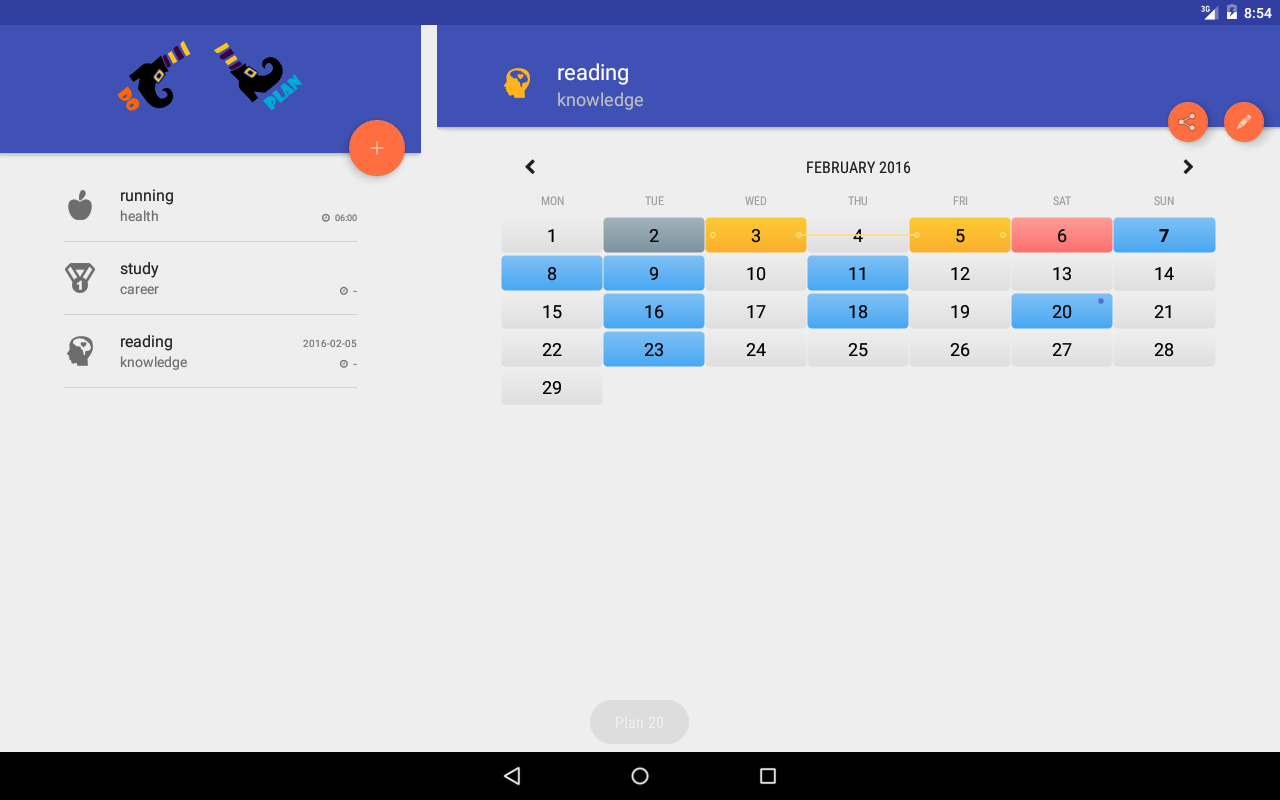 3G 8:54
DO PLAN
+
running
health 06:00
study
career -
1
reading 2016-02-05
knowledge -
reading
knowledge
FEBRUARY 2016
MON TUE WED THU FRI SAT SUN
1 2 3 4 5 6 7
8 9 10 11 12 13 14
15 16 17 18 19 20 21
22 23 24 25 26 27 28
29
Plan 20